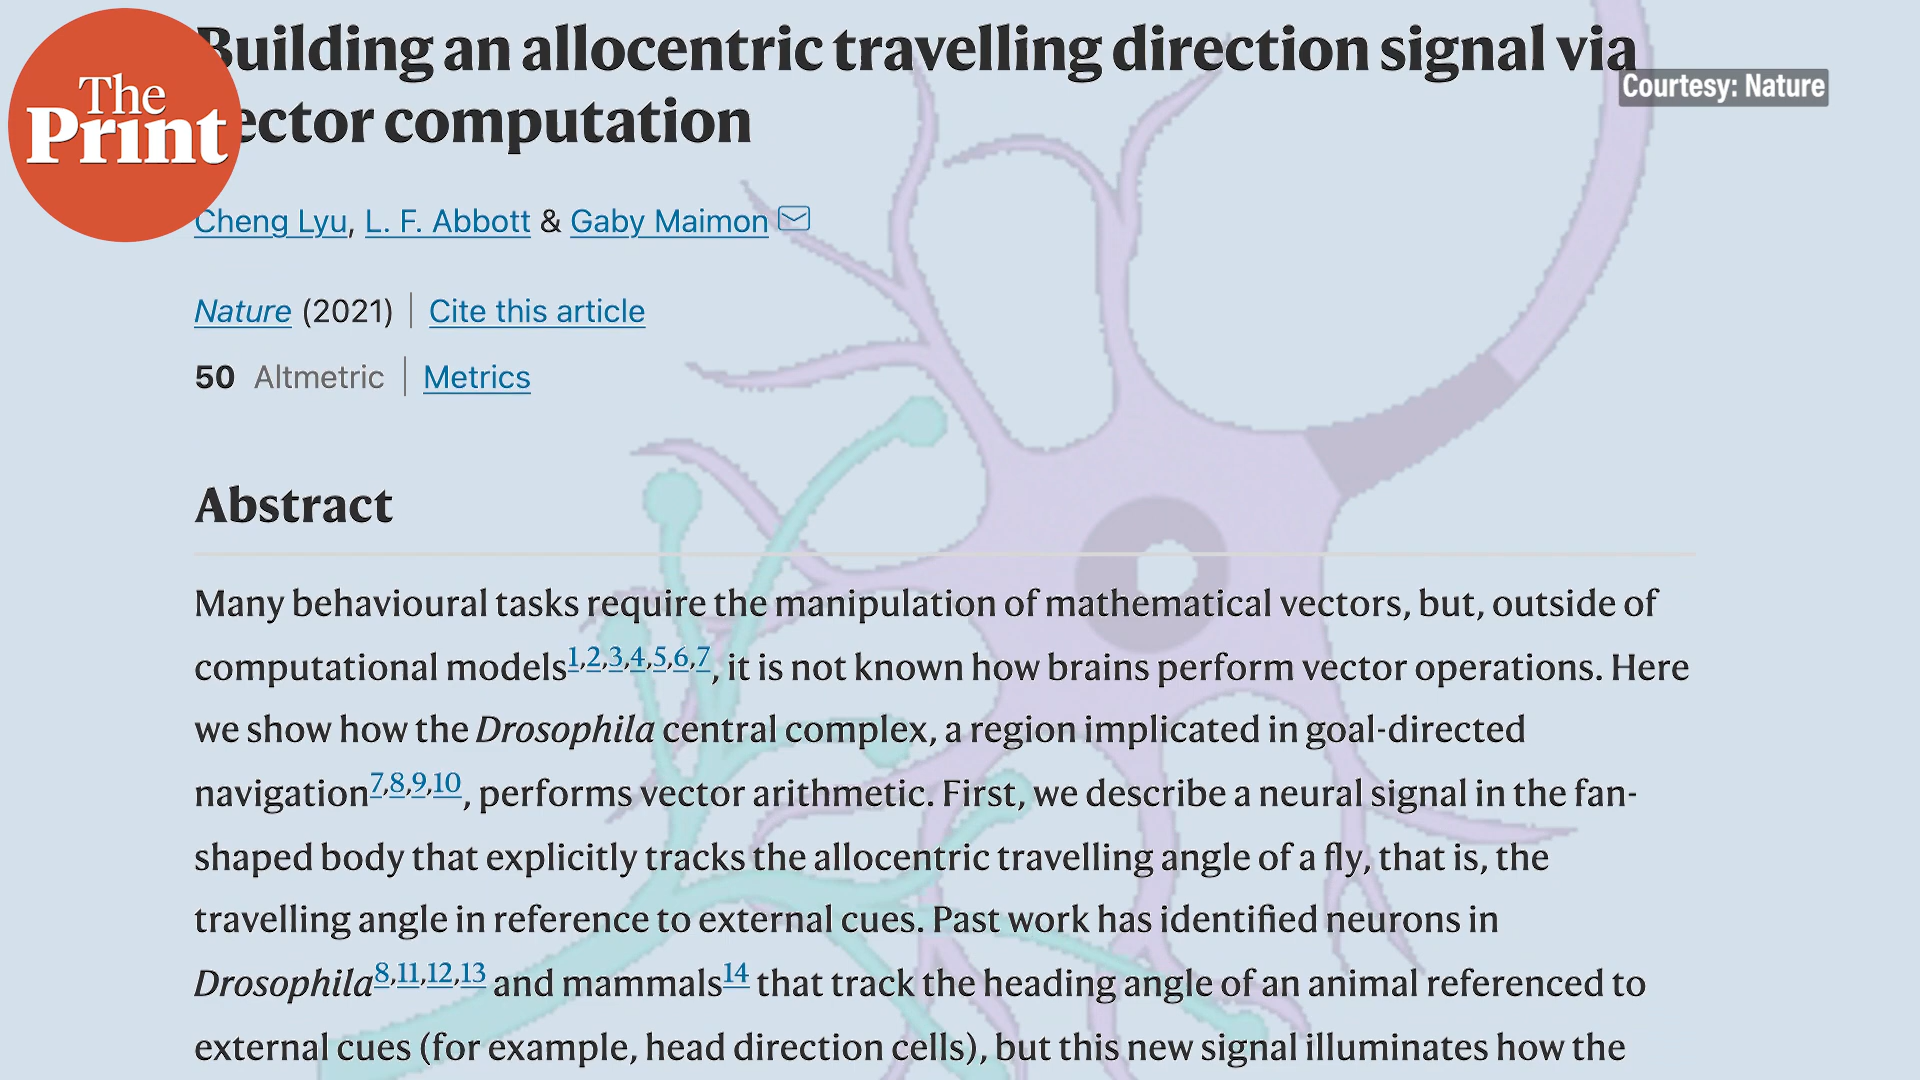 The
Print
Building an allocentric travelling direction signal via
vector computation
Courtesy: Nature
Cheng Lyu, L. F. Abbott & Gaby Maimon
Nature (2021) | Cite this article
50 Altmetric | Metrics
Abstract
Many behavioural tasks require the manipulation of mathematical vectors, but, outside of
computational models1,2,3,4,5,6,7, it is not known how brains perform vector operations. Here
we show how the Drosophila central complex, a region implicated in goal-directed
navigation7,8,9,10, performs vector arithmetic. First, we describe a neural signal in the fan-
shaped body that explicitly tracks the allocentric travelling angle of a fly, that is, the
travelling angle in reference to external cues. Past work has identified neurons in
Drosophila8,11,12,13 and mammals14 that track the heading angle of an animal referenced to
external cues (for example, head direction cells), but this new signal illuminates how the